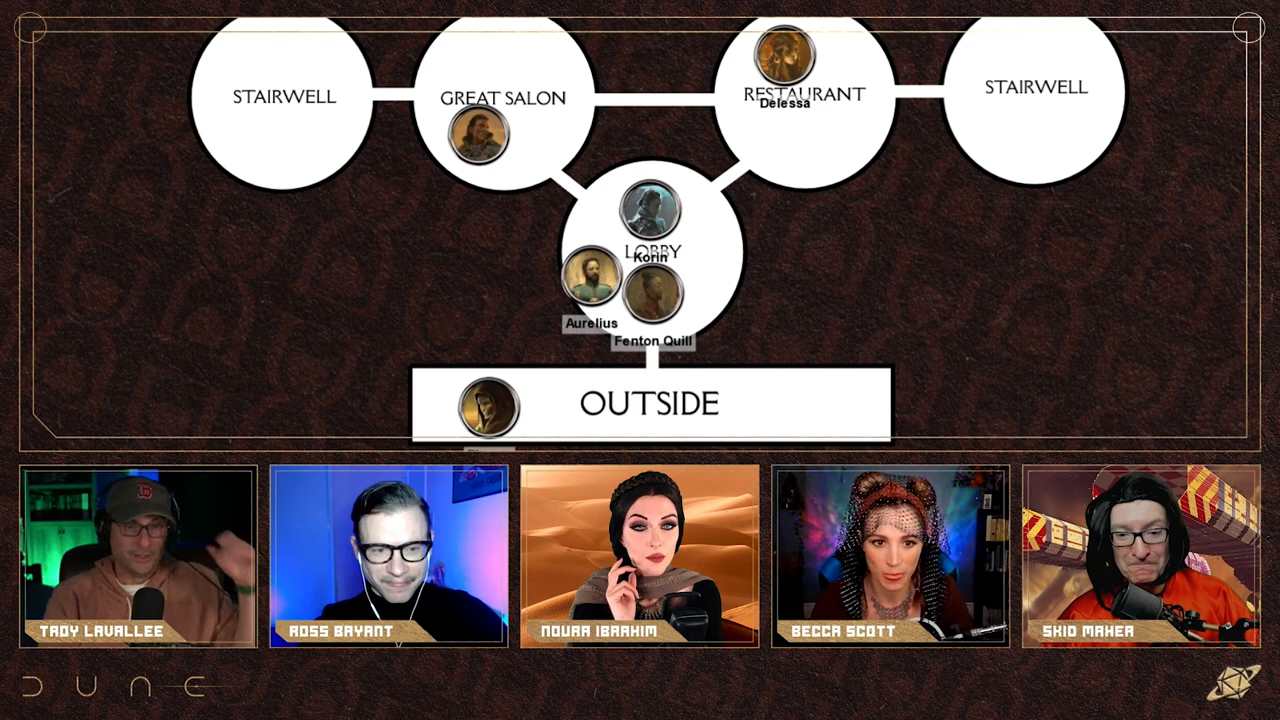 STAIRWELL
GREAT SALON
RESTAURANT
Delessa
STAIRWELL
LOBBY
Korin
Aurelius
Fenton Quill
OUTSIDE
TROY LAVALLEE
ROSS BRYANT
NOURA IBRAHIM
BECCA SCOTT
SKID MAHER
DUNE